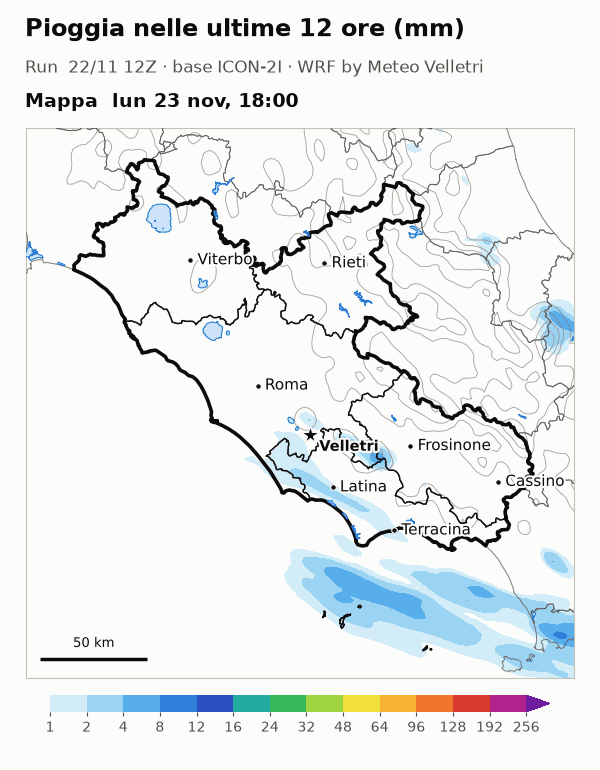 Pioggia nelle ultime 12 ore (mm)
Run  22/11 12Z · base ICON-2I · WRF by Meteo Velletri
Mappa  lun 23 nov, 18:00
Viterbo
Rieti
Roma
Velletri
Frosinone
Cassino
Latina
Terracina
50 km
1 2 4 8 12 16 24 32 48 64 96 128 192 256